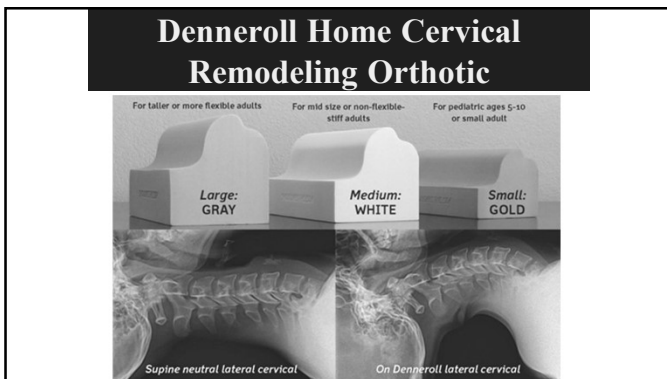 Denneroll Home Cervical
Remodeling Orthotic
For taller or more flexible adults
For mid size or non-flexible-
stiff adults
For pediatric ages 5-10
or small adult
Large:
GRAY
Medium:
WHITE
Small:
GOLD
Supine neutral lateral cervical
On Denneroll lateral cervical